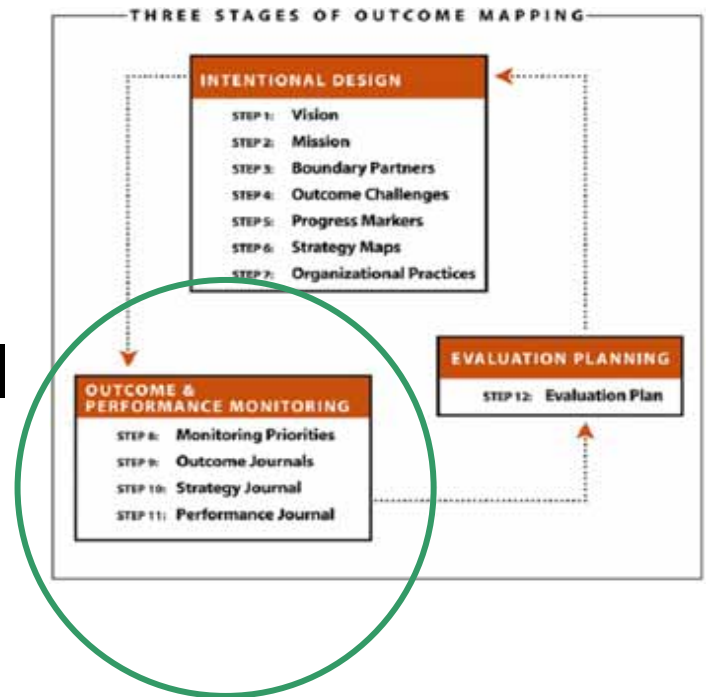 THREE STAGES OF OUTCOME MAPPING
INTENTIONAL DESIGN
STEP 1: Vision
STEP 2: Mission
STEP 3: Boundary Partners
STEP 4: Outcome Challenges
STEP 5: Progress Markers
STEP 6: Strategy Maps
STEP 7: Organizational Practices
OUTCOME &
PERFORMANCE MONITORING
STEP 8: Monitoring Priorities
STEP 9: Outcome Journals
STEP 10: Strategy Journal
STEP 11: Performance Journal
EVALUATION PLANNING
STEP 12: Evaluation Plan